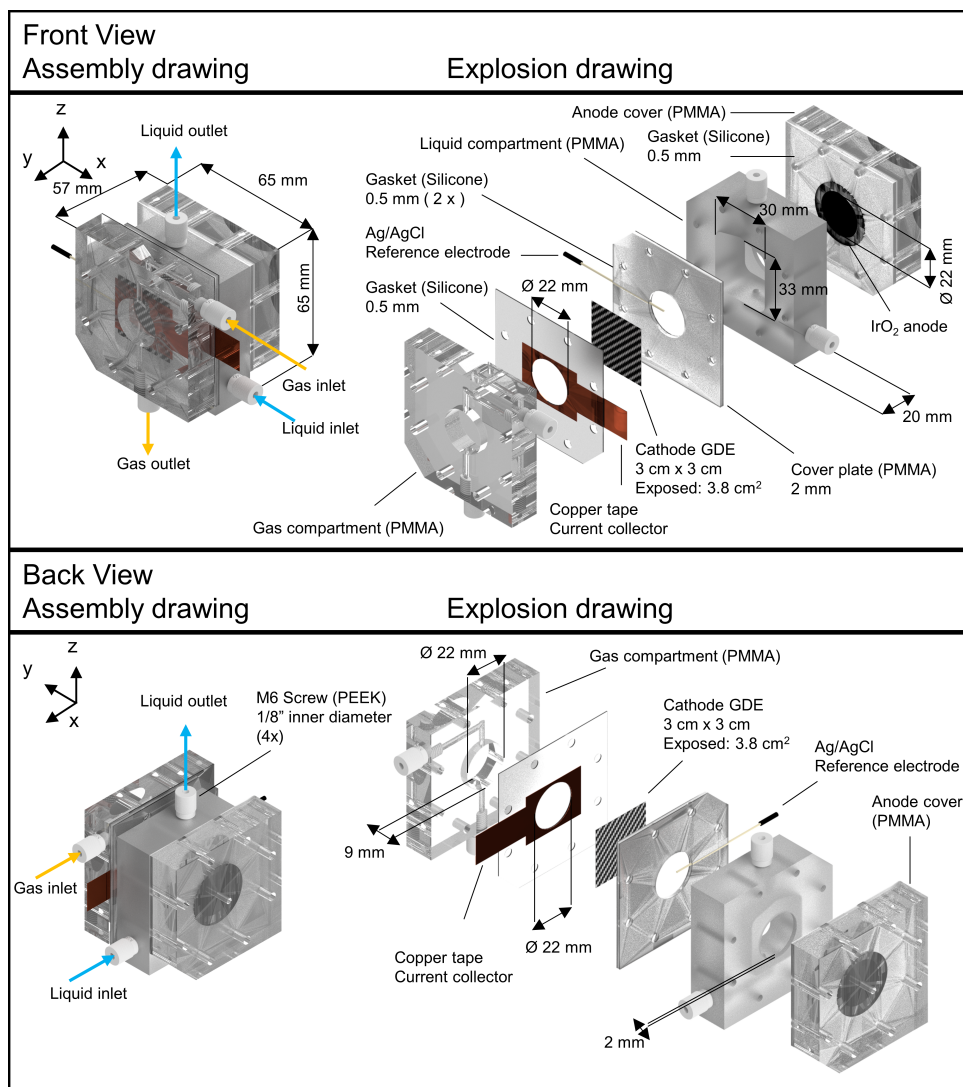 Front View
Assembly drawing
Explosion drawing
z
y
x
Liquid outlet
57 mm
65 mm
65 mm
Gas inlet
Liquid inlet
Gas outlet
Anode cover (PMMA)
Gasket (Silicone)
0.5 mm
Liquid compartment (PMMA)
Gasket (Silicone)
0.5 mm ( 2 x )
Ag/AgCl
Reference electrode
Gasket (Silicone)
0.5 mm
Ø 22 mm
30 mm
33 mm
Ø 22 mm
IrO₂ anode
20 mm
Cathode GDE
3 cm x 3 cm
Exposed: 3.8 cm²
Cover plate (PMMA)
2 mm
Copper tape
Current collector
Gas compartment (PMMA)
Back View
Assembly drawing
Explosion drawing
z
y
x
Liquid outlet
M6 Screw (PEEK)
1/8” inner diameter
(4x)
Gas inlet
Liquid inlet
Ø 22 mm
Gas compartment (PMMA)
Cathode GDE
3 cm x 3 cm
Exposed: 3.8 cm²
Ag/AgCl
Reference electrode
Anode cover
(PMMA)
9 mm
Ø 22 mm
Copper tape
Current collector
2 mm